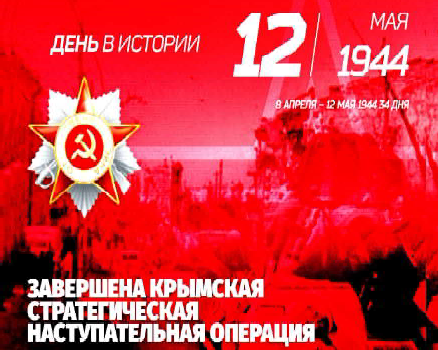 ДЕНЬ В ИСТОРИИ
12
МАЯ
1944
8 АПРЕЛЯ – 12 МАЯ 1944 34 ДНЯ
ЗАВЕРШЕНА КРЫМСКАЯ
СТРАТЕГИЧЕСКАЯ
НАСТУПАТЕЛЬНАЯ ОПЕРАЦИЯ